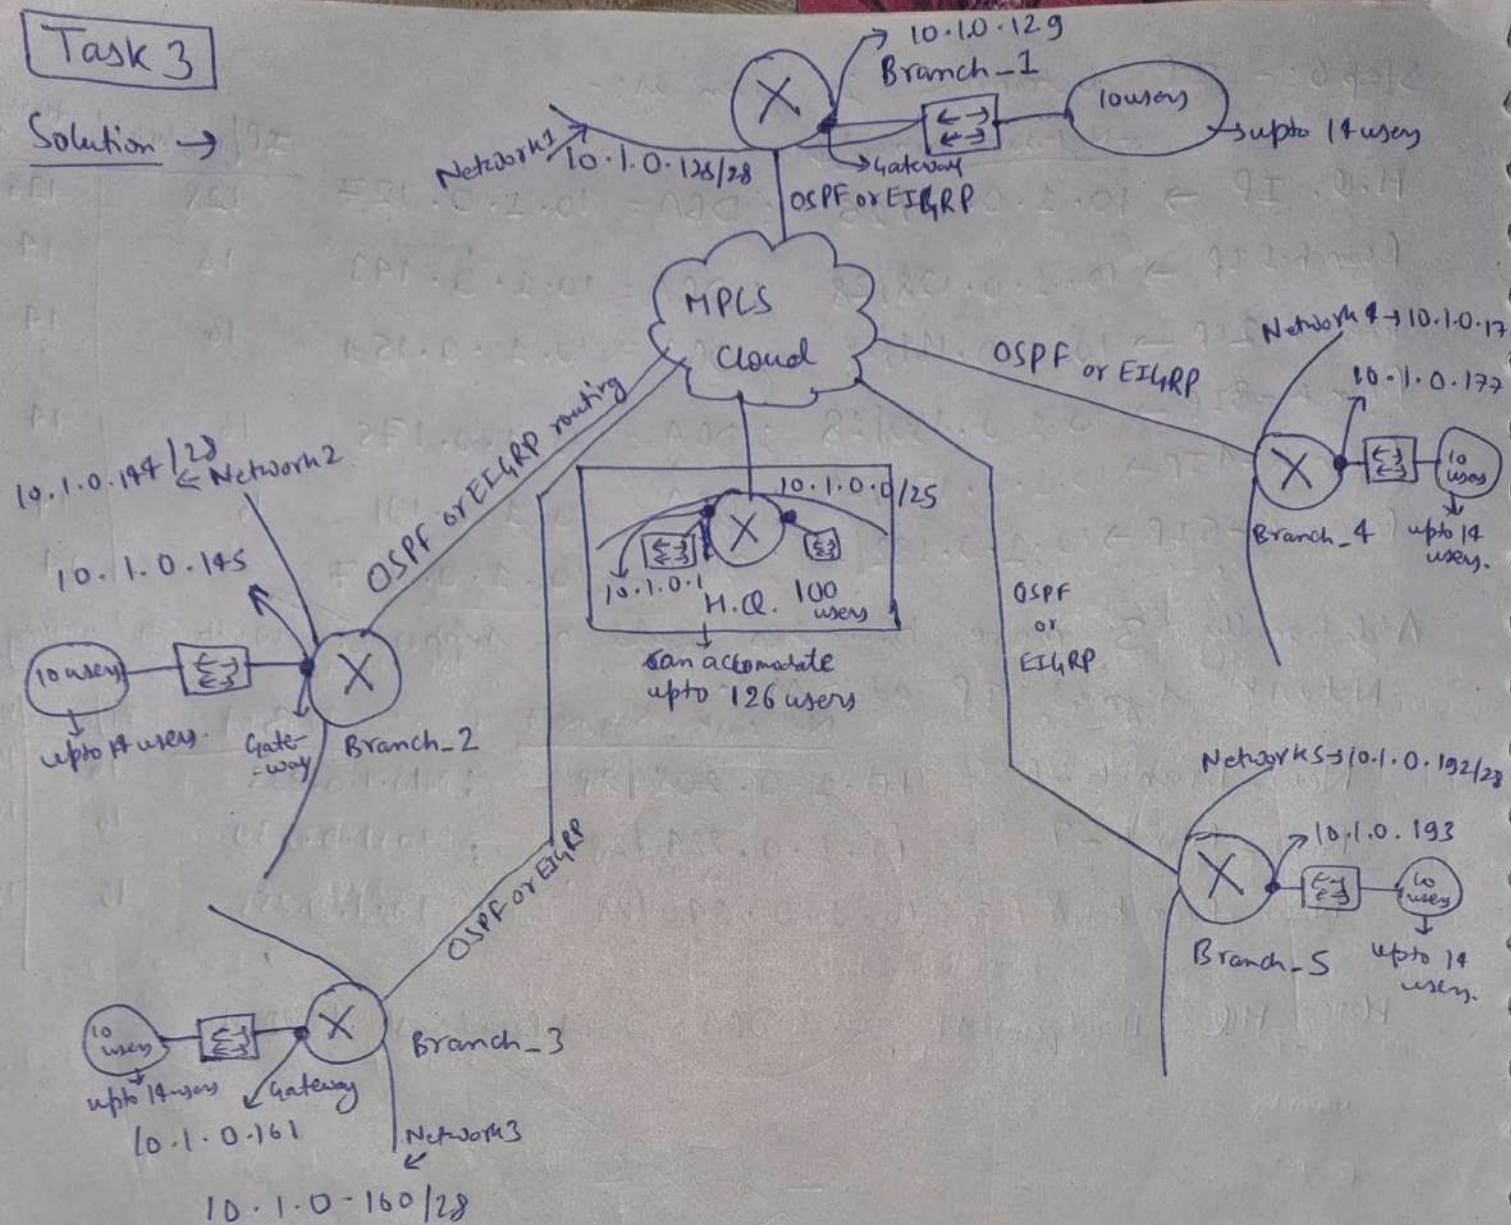 Task 3
Solution →
10.1.0.129
Branch_1
10users
upto 14 users
Network1
10.1.0.128/28
Gateway
OSPF or EIGRP
MPLS
Cloud
Network 4 → 10.1.0.17
10.1.0.177
OSPF or EIGRP
10
users
Branch_4
upto 14
users.
10.1.0.144/28
← Network2
10.1.0.145
OSPF or EIGRP routing
10users
upto 14 users.
Gate-
-way
Branch_2
10.1.0.0/25
10.1.0.1
H.Q.
100
users
can accomodate
upto 126 users
OSPF
or
EIGRP
Network5→10.1.0.192/28
10.1.0.193
10
users
Branch_5
upto 14
users.
OSPF or EIGRP
10
users
Branch_3
upto 14 users
Gateway
10.1.0.161
Network3
10.1.0.160/28